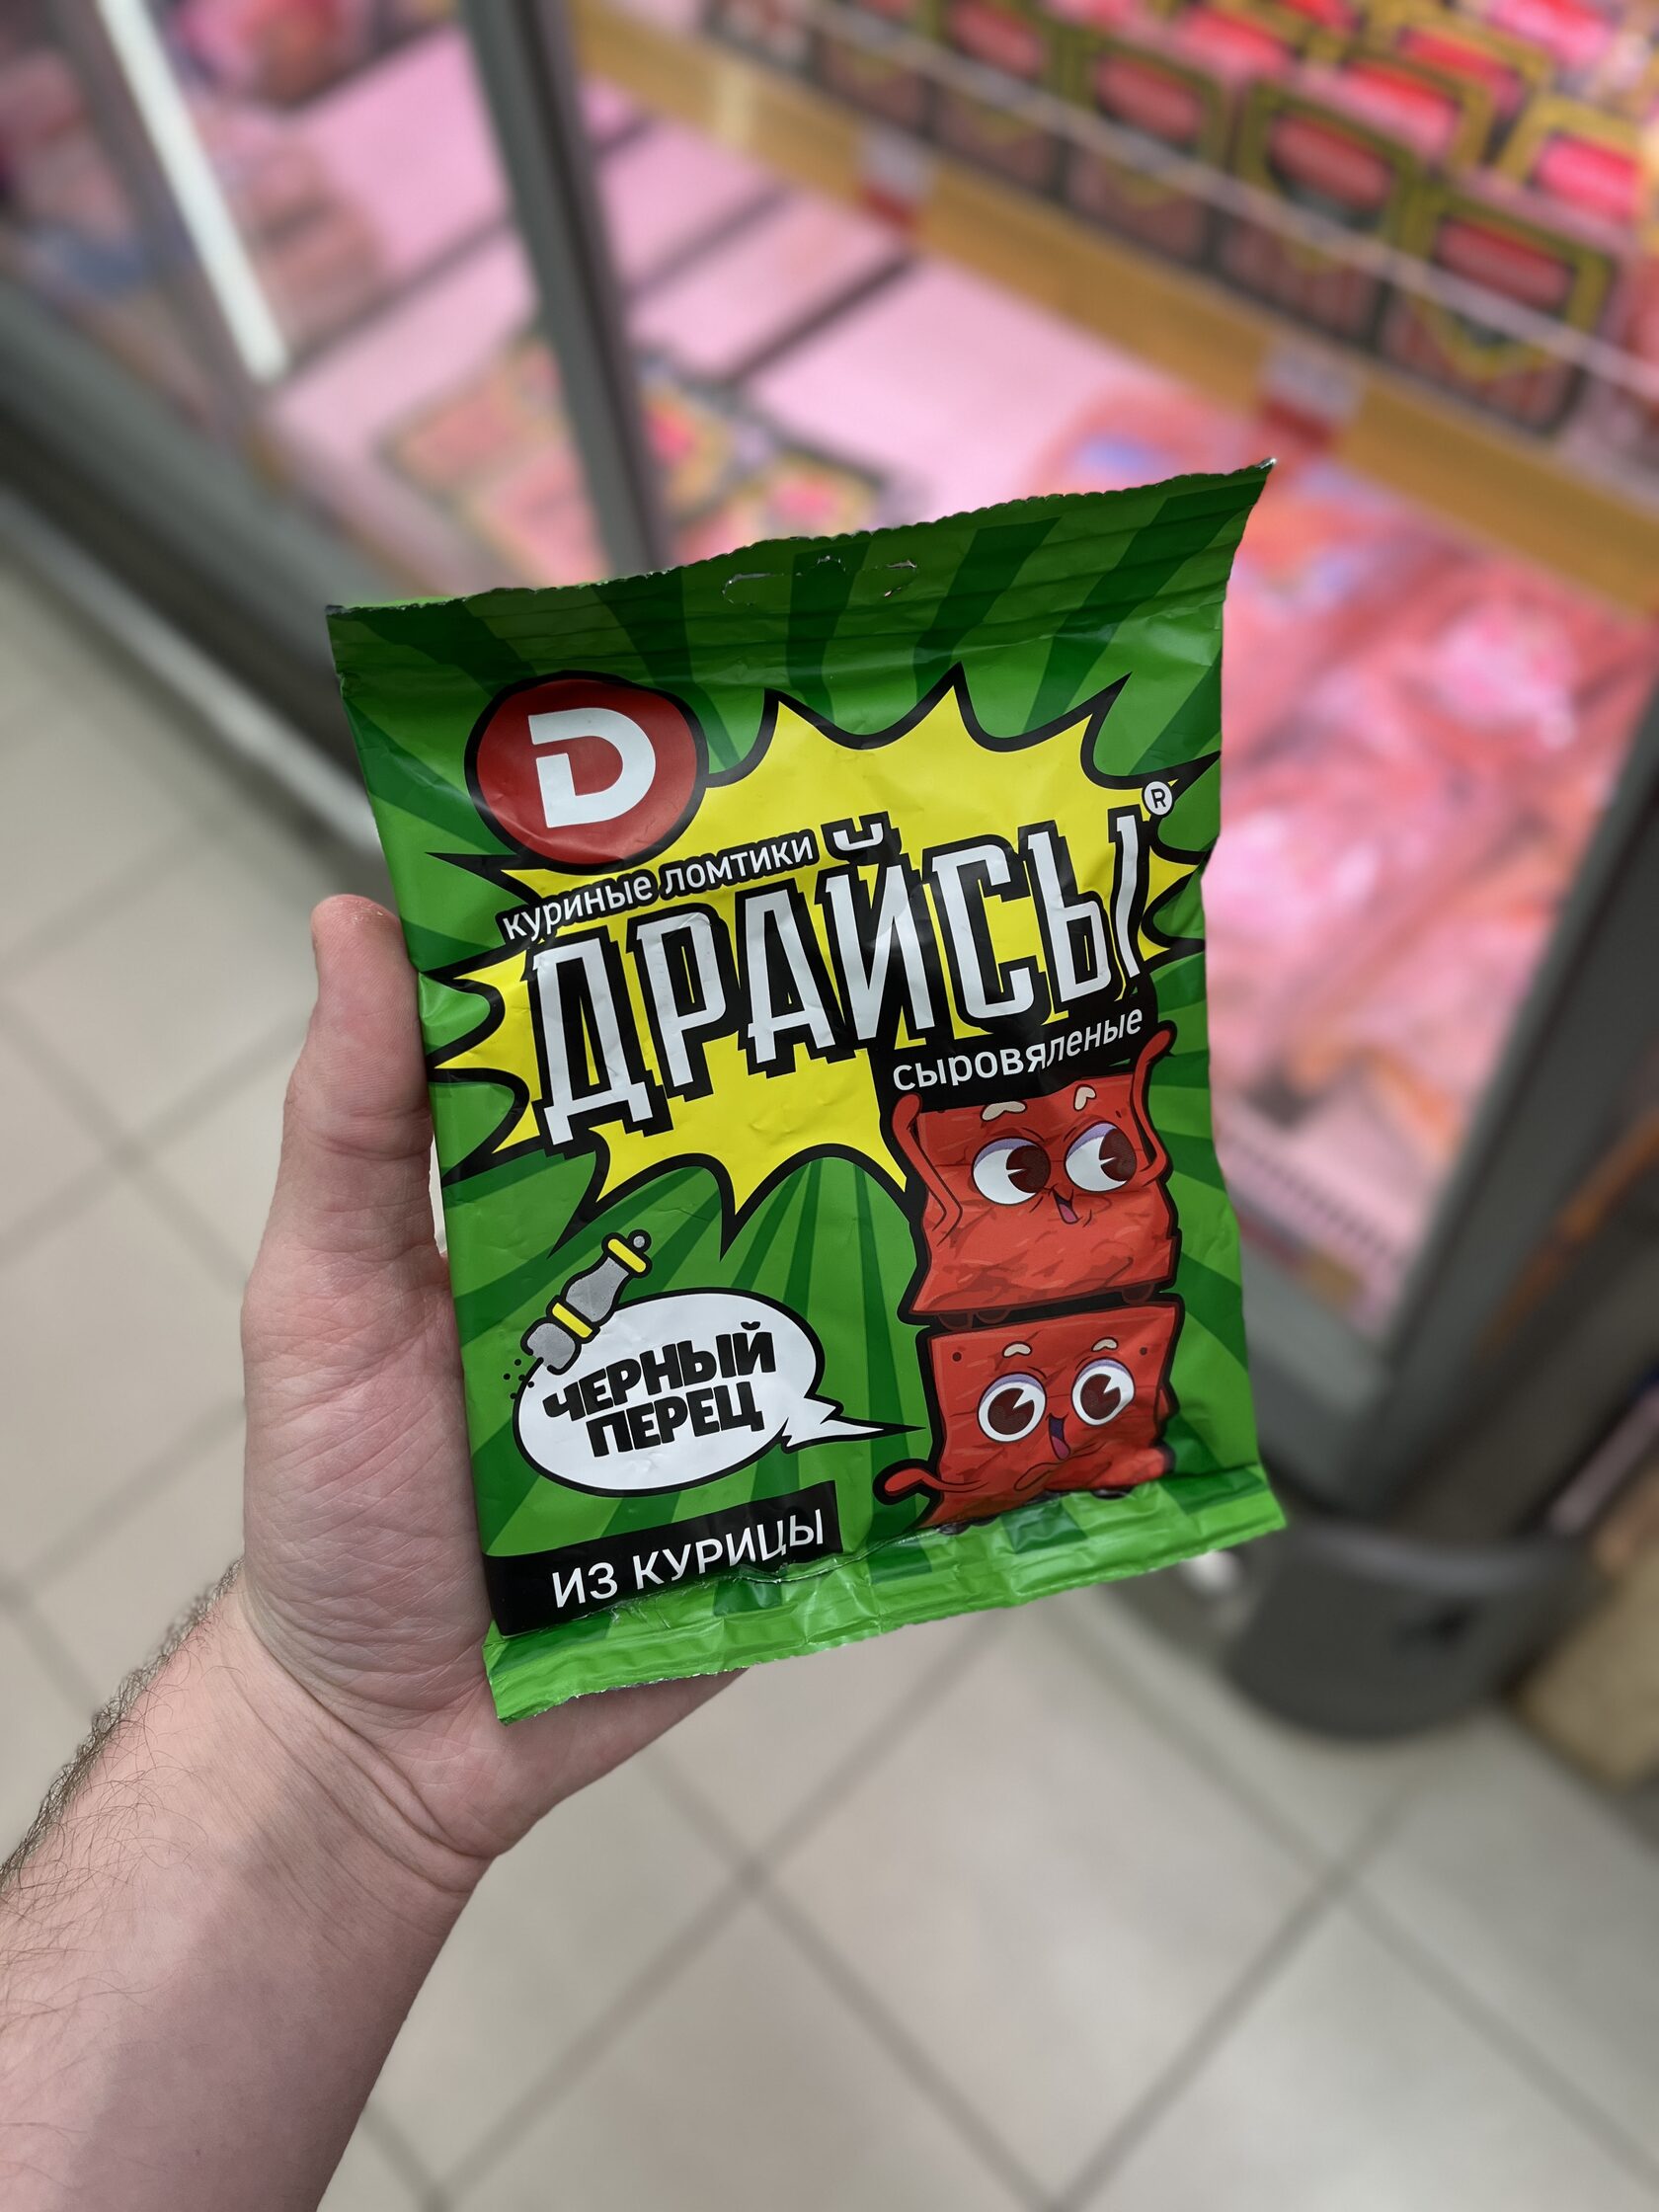 D
куриные ломтики
ДРАЙСЫ®
сыровяленые
ЧЕРНЫЙ
ПЕРЕЦ
ИЗ КУРИЦЫ